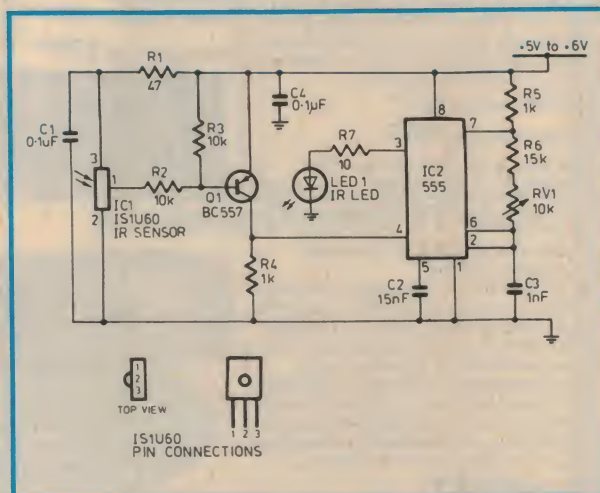 +5V to +6V
R1
47
C1
0·1uF
3
1
2
IC1
IS1U60
IR SENSOR
R2
10k
R3
10k
Q1
BC557
R4
1k
C4
0·1µF
R7
10
LED 1
IR LED
3
4
8
7
6
2
5
1
IC2
555
R5
1k
R6
15k
RV1
10k
C2
15nF
C3
1nF
1
2
3
TOP VIEW
1 2 3
IS1U60
PIN CONNECTIONS